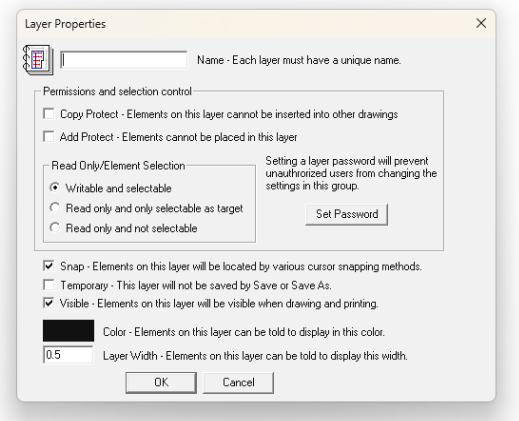 Layer Properties
Name - Each layer must have a unique name.
Permissions and selection control
Copy Protect - Elements on this layer cannot be inserted into other drawings
Add Protect - Elements cannot be placed in this layer
Read Only/Element Selection
Writable and selectable
Read only and only selectable as target
Read only and not selectable
Setting a layer password will prevent
unauthrorized users from changing the
settings in this group.
Set Password
Snap - Elements on this layer will be located by various cursor snapping methods.
Temporary - This layer will not be saved by Save or Save As.
Visible - Elements on this layer will be visible when drawing and printing.
Color - Elements on this layer can be told to display in this color.
0.5 Layer Width - Elements on this layer can be told to display this width.
OK Cancel